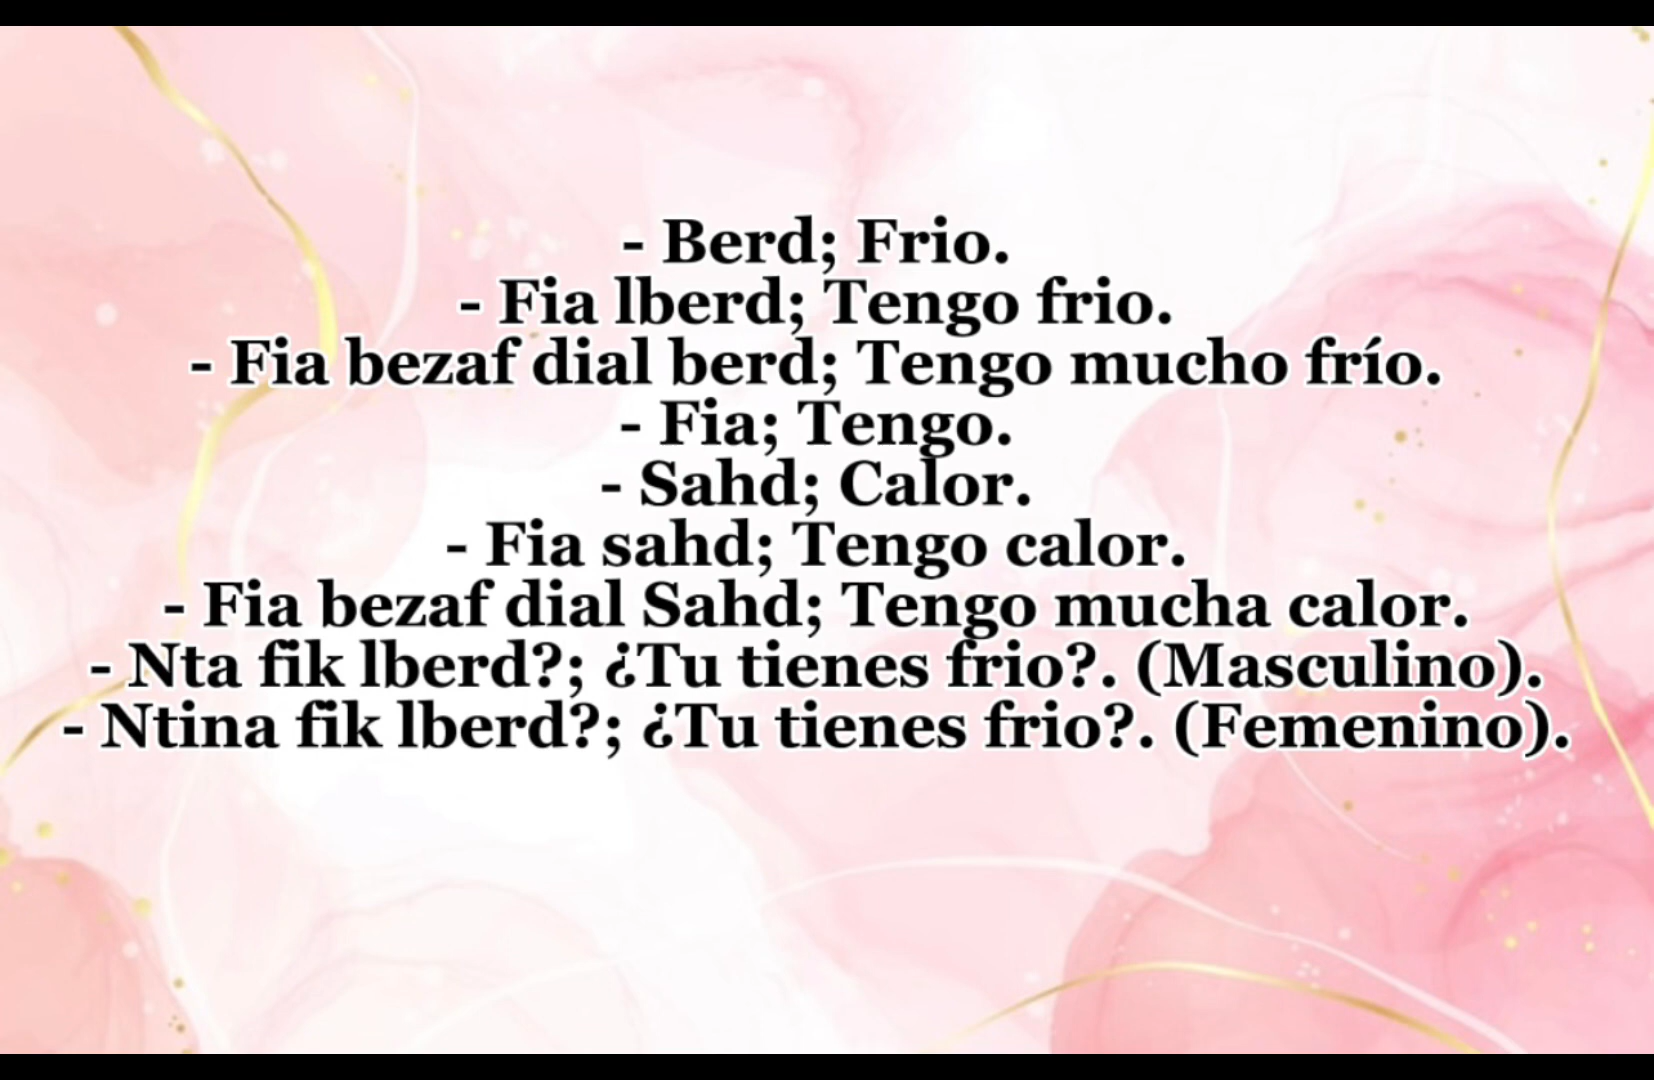 - Berd; Frio.
- Fia lberd; Tengo frio.
- Fia bezaf dial berd; Tengo mucho frío.
- Fia; Tengo.
- Sahd; Calor.
- Fia sahd; Tengo calor.
- Fia bezaf dial Sahd; Tengo mucha calor.
- Nta fik lberd?; ¿Tu tienes frio?. (Masculino).
- Ntina fik lberd?; ¿Tu tienes frio?. (Femenino).